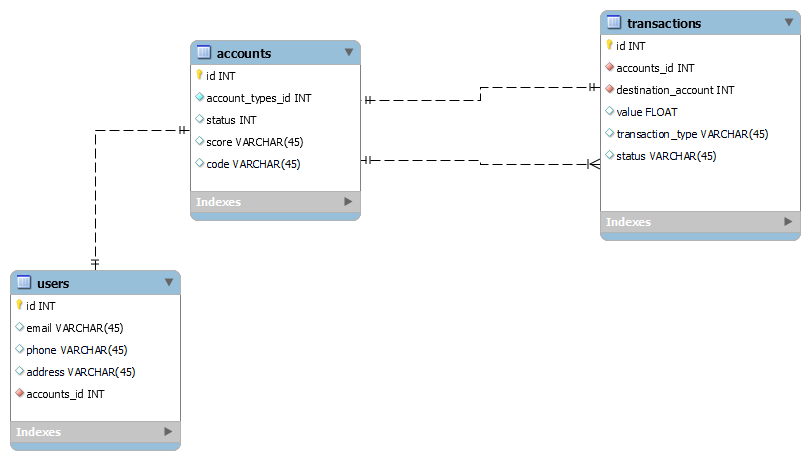 accounts
id INT
account_types_id INT
status INT
score VARCHAR(45)
code VARCHAR(45)
Indexes
transactions
id INT
accounts_id INT
destination_account INT
value FLOAT
transaction_type VARCHAR(45)
status VARCHAR(45)
Indexes
users
id INT
email VARCHAR(45)
phone VARCHAR(45)
address VARCHAR(45)
accounts_id INT
Indexes